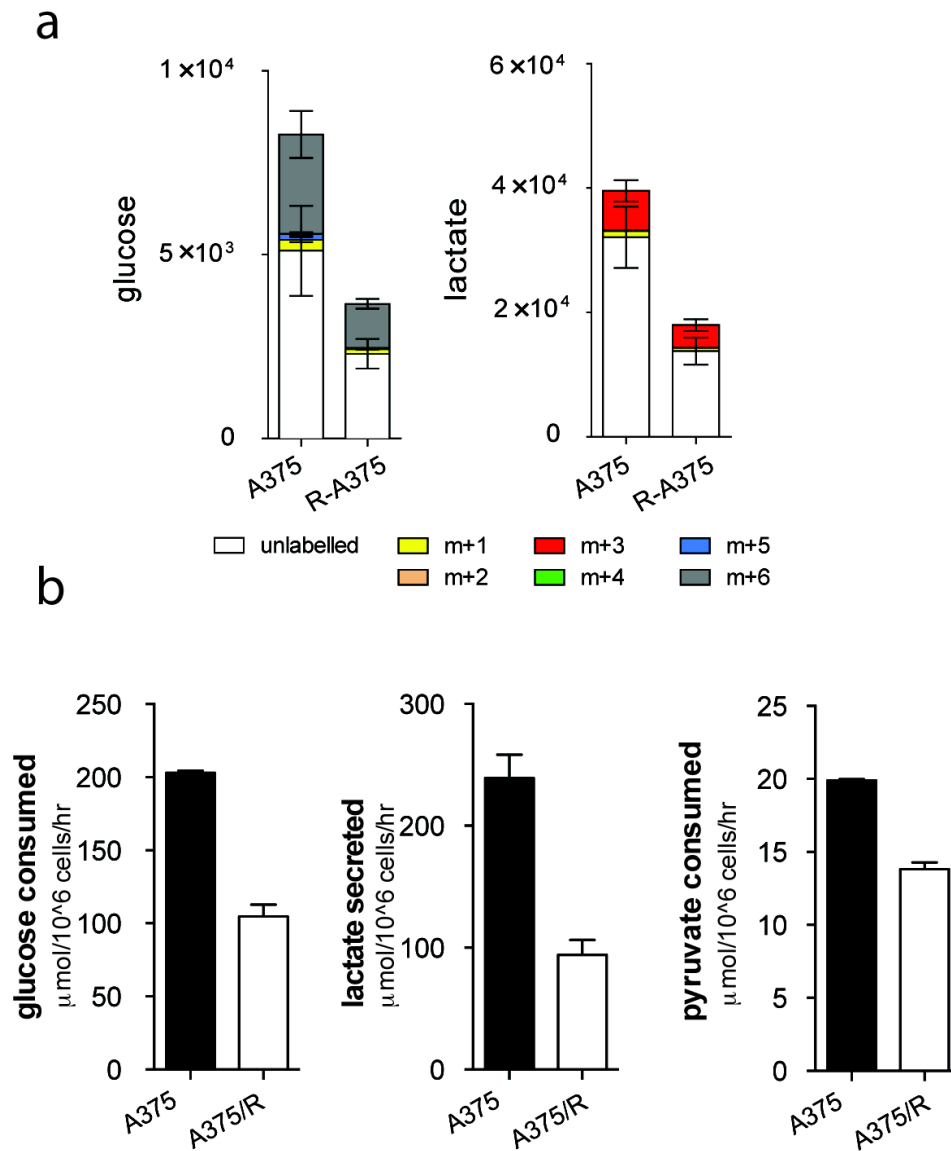 a
glucose
1×10⁴
5×10³
0
A375
R-A375
lactate
6×10⁴
4×10⁴
2×10⁴
0
A375
R-A375
unlabelled
m+1
m+3
m+5
m+2
m+4
m+6
b
glucose consumed
μmol/10^6 cells/hr
250
200
150
100
50
0
A375
A375/R
lactate secreted
μmol/10^6 cells/hr
300
200
100
0
A375
A375/R
pyruvate consumed
μmol/10^6 cells/hr
25
20
15
10
5
0
A375
A375/R